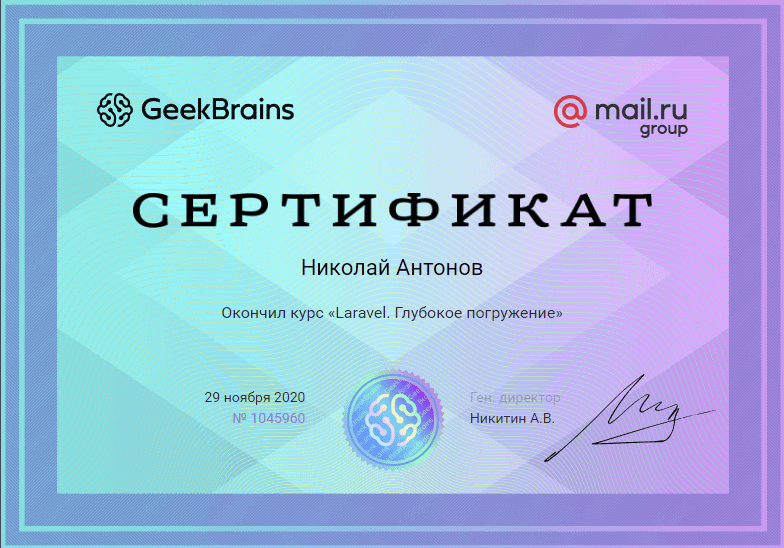 GeekBrains
@mail.ru
group
СЕРТИФИКАТ
Николай Антонов
Окончил курс «Laravel. Глубокое погружение»
29 ноября 2020
№ 1045960
Ген. директор
Никитин А.В.